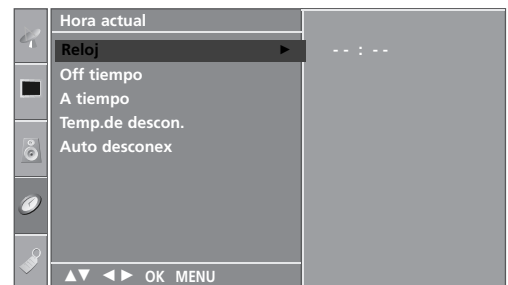 Hora actual
Reloj ► - - : - -
Off tiempo
A tiempo
Temp.de descon.
Auto desconex
▲▼ ◄► OK MENU